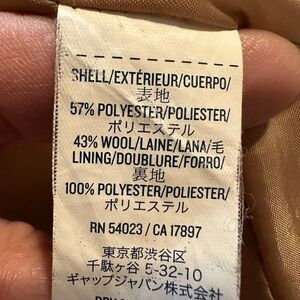 SHELL/EXTÉRIEUR/CUERPO/
表地
57% POLYESTER/POLIESTER/
ポリエステル
43% WOOL/LAINE/LANA/毛
LINING/DOUBLURE/FORRO/
裏地
100% POLYESTER/POLIESTER/
ポリエステル
RN 54023 / CA 17897
東京都渋谷区
千駄ヶ谷 5-32-10
ギャップジャパン株式会社